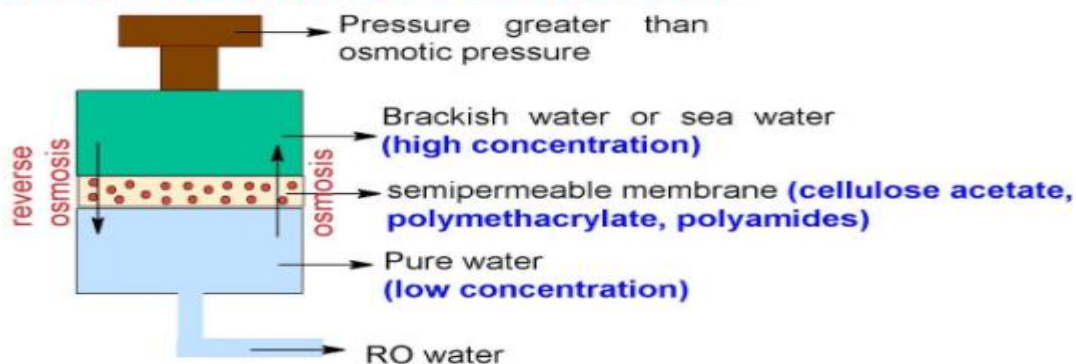 Pressure greater than
osmotic pressure
Brackish water or sea water
(high concentration)
reverse
osmosis
osmosis
semipermeable membrane (cellulose acetate,
polymethacrylate, polyamides)
Pure water
(low concentration)
RO water